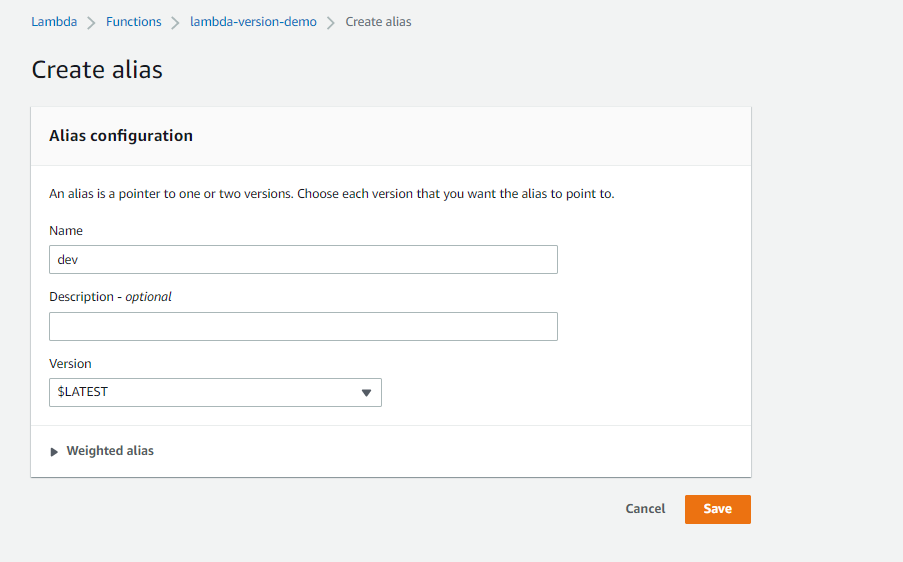 Lambda > Functions > lambda-version-demo > Create alias
Create alias
Alias configuration
An alias is a pointer to one or two versions. Choose each version that you want the alias to point to.
Name
dev
Description - optional
Version
$LATEST
Weighted alias
Cancel Save